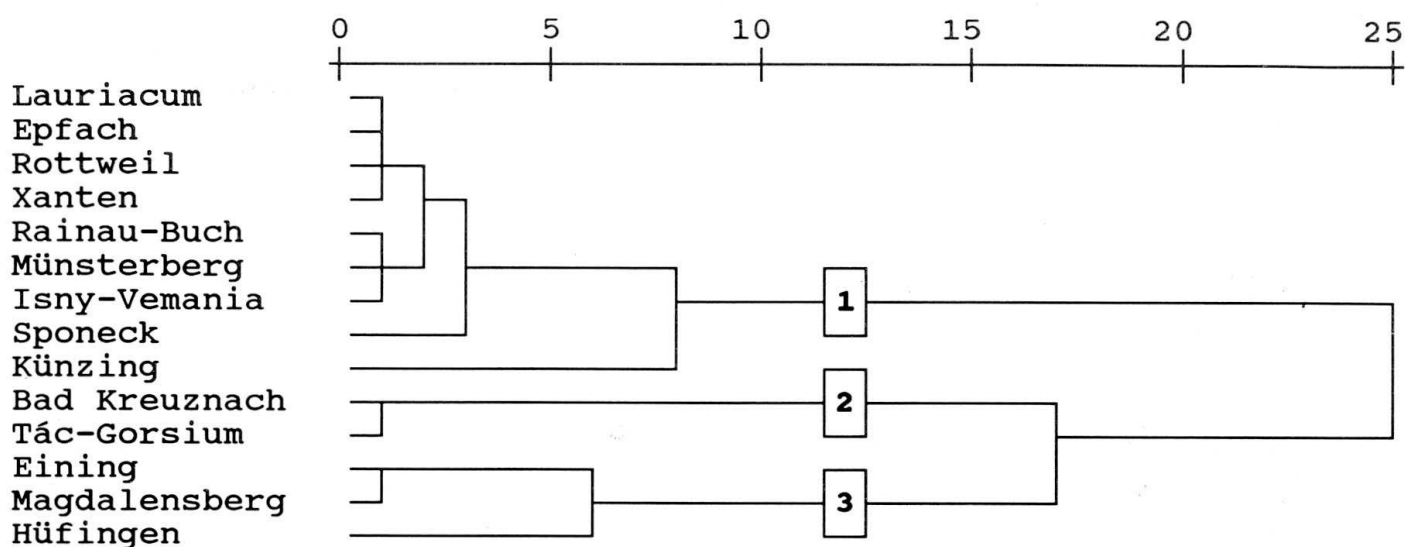 0 5 10 15 20 25
Lauriacum
Epfach
Rottweil
Xanten
Rainau-Buch
Münsterberg
Isny-Vemania
1
Sponeck
Künzing
Bad Kreuznach
2
Tác-Gorsium
Eining
Magdalensberg
3
Hüfingen